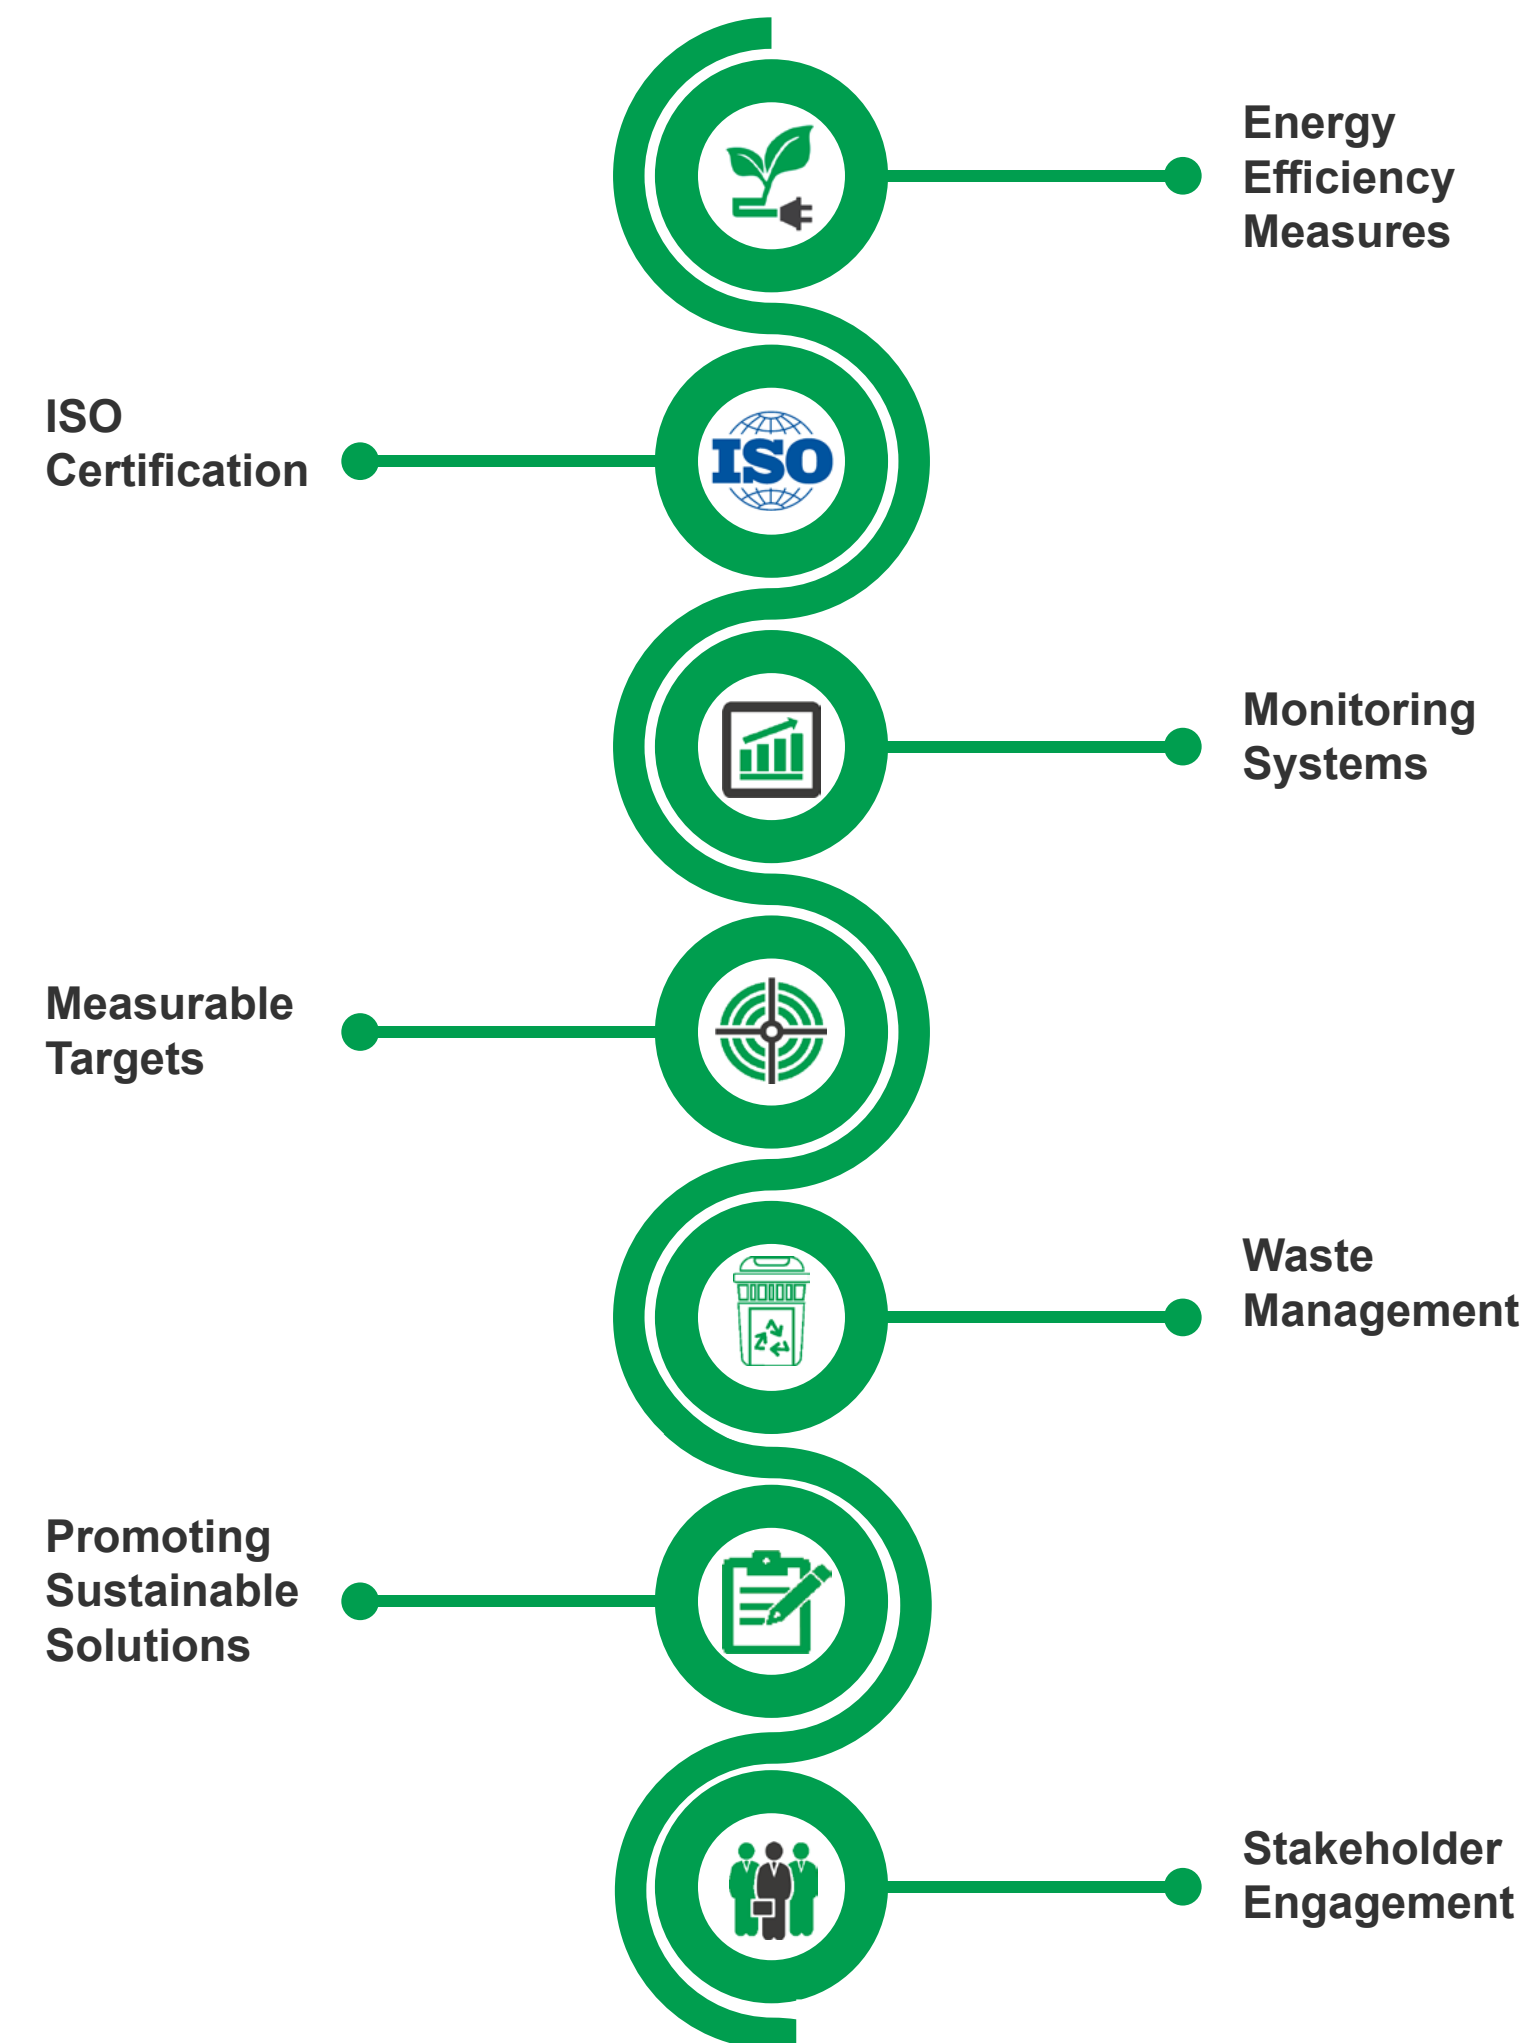 Energy
Efficiency
Measures
ISO
Certification
ISO
Monitoring
Systems
Measurable
Targets
Waste
Management
Promoting
Sustainable
Solutions
Stakeholder
Engagement